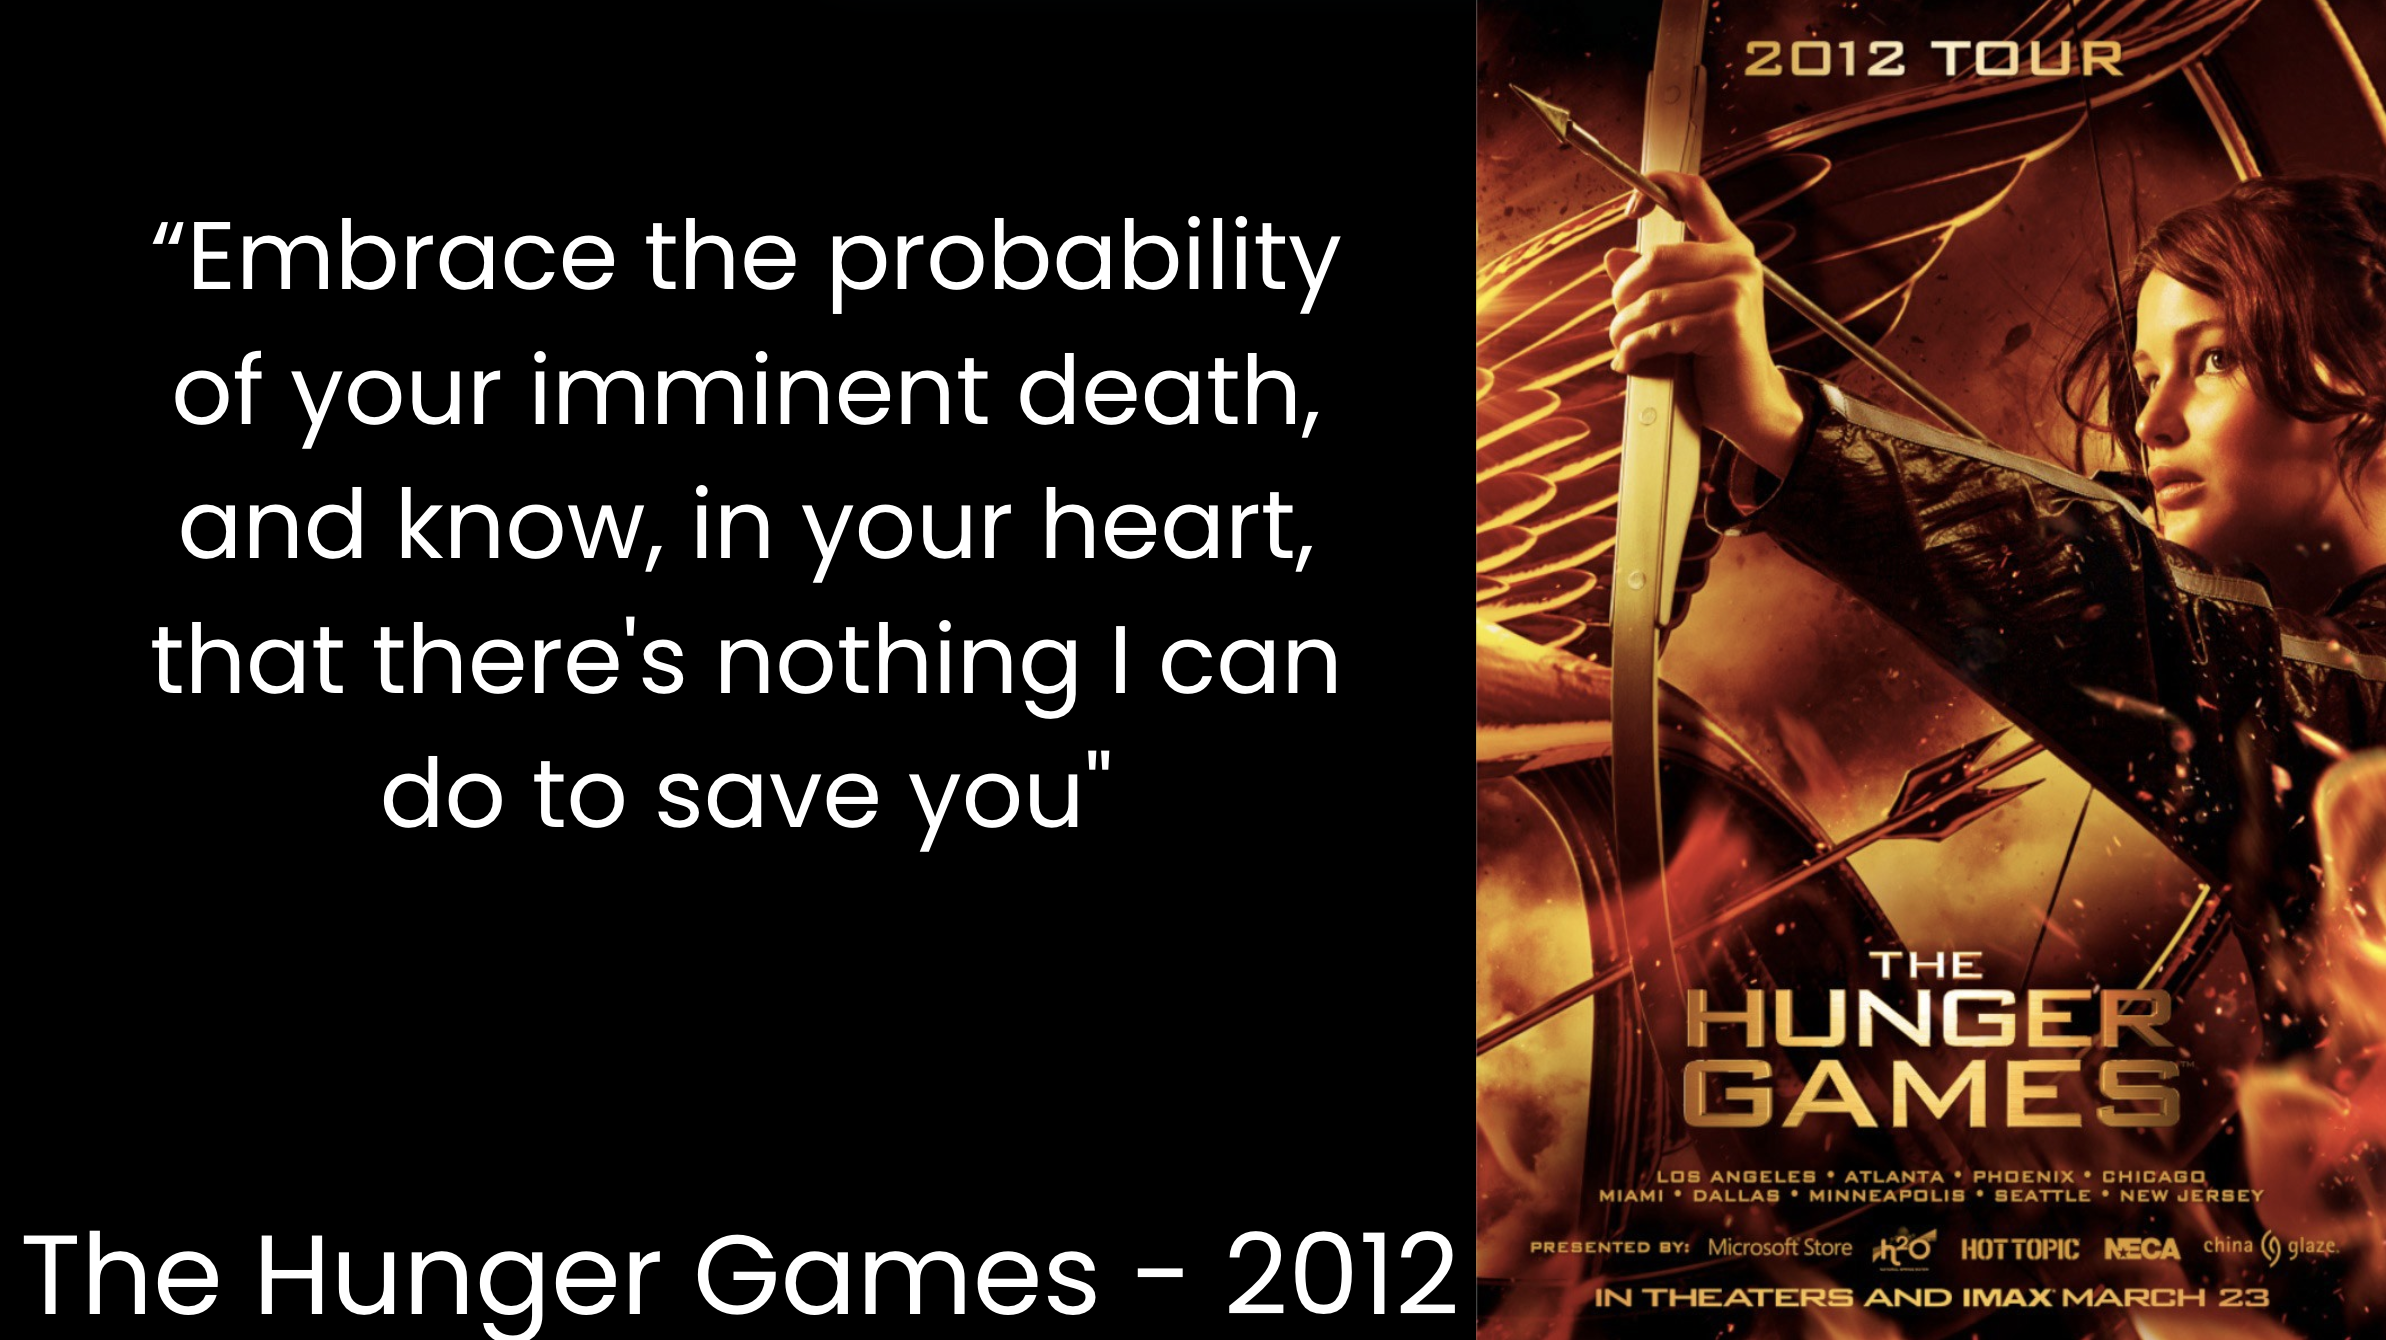 “Embrace the probability
of your imminent death,
and know, in your heart,
that there's nothing I can
do to save you"
The Hunger Games - 2012
2012 TOUR
THE
HUNGER
GAMES™
LOS ANGELES • ATLANTA • PHOENIX • CHICAGO
MIAMI • DALLAS • MINNEAPOLIS • SEATTLE • NEW JERSEY
PRESENTED BY: Microsoft Store h2o HOT TOPIC NECA china glaze.
IN THEATERS AND IMAX MARCH 23